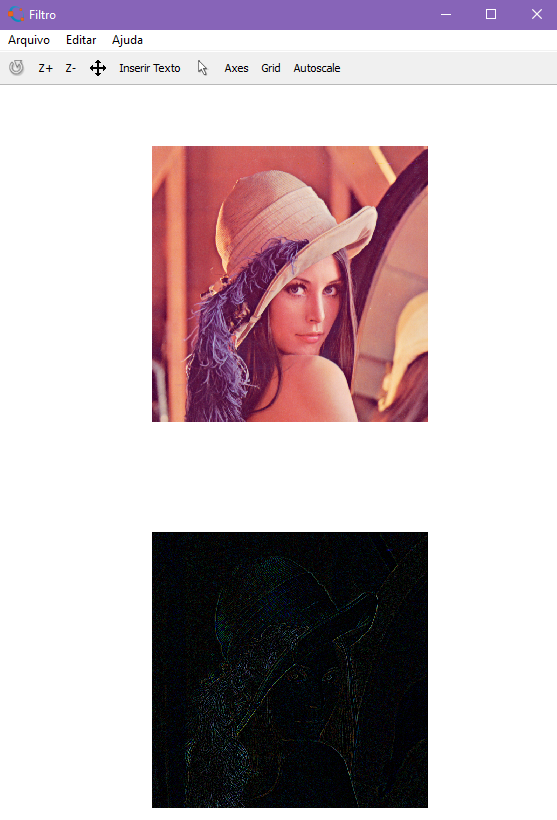 Filtro
Arquivo Editar Ajuda
Z+ Z- Inserir Texto Axes Grid Autoscale